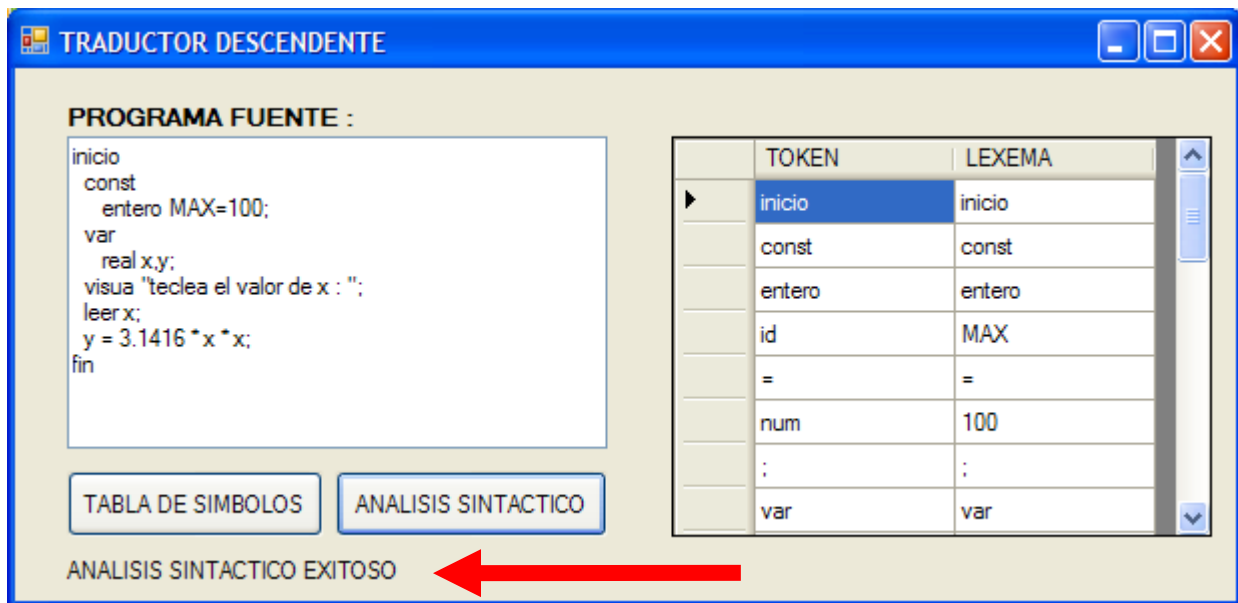 TRADUCTOR DESCENDENTE
PROGRAMA FUENTE :
inicio
const
entero MAX=100;
var
real x,y;
visua "teclea el valor de x : ";
leer x;
y = 3.1416 * x * x;
fin
TABLA DE SIMBOLOS
ANALISIS SINTACTICO
ANALISIS SINTACTICO EXITOSO
TOKEN LEXEMA
inicio inicio
const const
entero entero
id MAX
= =
num 100
; ;
var var